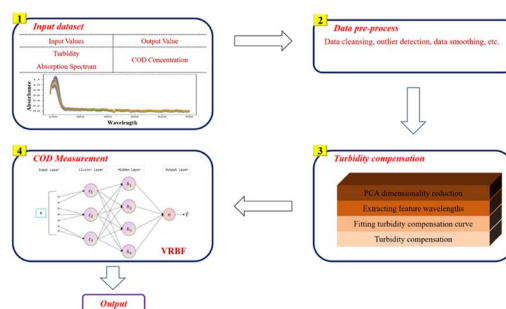 1
Input dataset
Input Values
Output Value
Turbidity
Absorption Spectrum
COD Concentration
Absorbance
Wavelength
2
Data pre-process
Data cleansing, outlier detection, data smoothing, etc.
3
Turbidity compensation
PCA dimensionality reduction
Extracting feature wavelengths
Fitting turbidity compensation curve
Turbidity compensation
4
COD Measurement
Input Layer
Cluster Layer
Hidden Layer
Output Layer
VRBF
Output